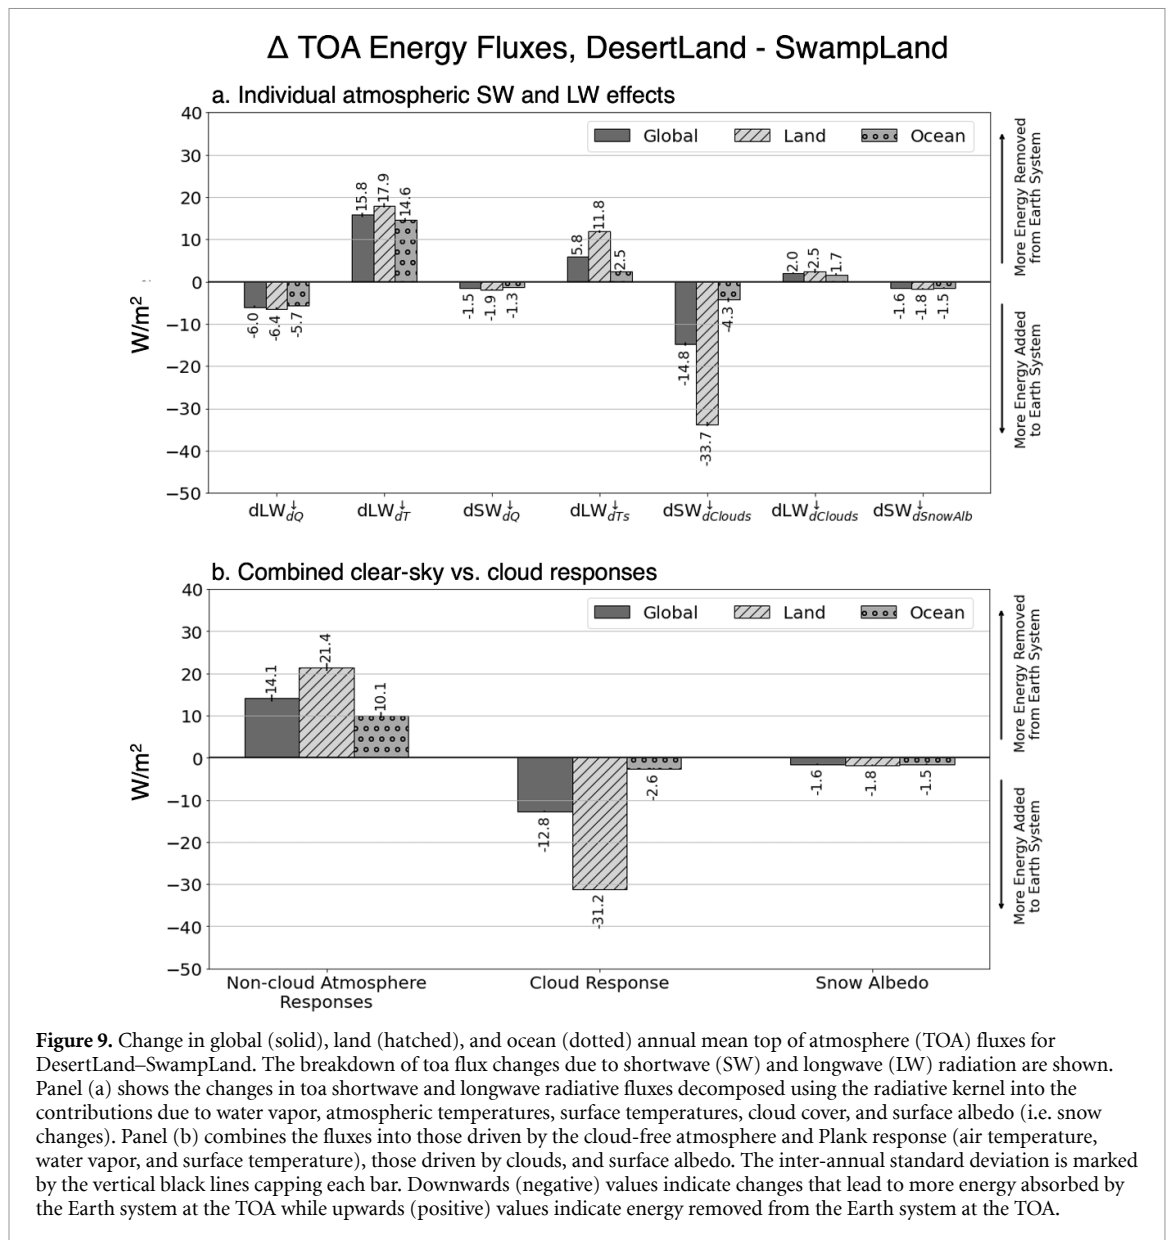 Δ TOA Energy Fluxes, DesertLand - SwampLand
a. Individual atmospheric SW and LW effects
Global Land Ocean
40
30
20
10
0
−10
−20
−30
−40
−50
W/m²
-6.0 -6.4 -5.7
15.8 17.9 14.6
-1.5 -1.9 -1.3
5.8 11.8 2.5
-14.8 -33.7 -4.3
2.0 2.5 1.7
-1.6 -1.8 -1.5
dLW↓dQ dLW↓dT dSW↓dQ dLW↓dTs dSW↓dClouds dLW↓dClouds dSW↓dSnowAlb
More Energy Removed
from Earth System
More Energy Added
to Earth System
b. Combined clear-sky vs. cloud responses
Global Land Ocean
40
30
20
10
0
−10
−20
−30
−40
−50
W/m²
14.1 21.4 10.1
-12.8 -31.2 -2.6
-1.6 -1.8 -1.5
Non-cloud Atmosphere
Responses
Cloud Response
Snow Albedo
More Energy Removed
from Earth System
More Energy Added
to Earth System
Figure 9. Change in global (solid), land (hatched), and ocean (dotted) annual mean top of atmosphere (TOA) fluxes for
DesertLand–SwampLand. The breakdown of toa flux changes due to shortwave (SW) and longwave (LW) radiation are shown.
Panel (a) shows the changes in toa shortwave and longwave radiative fluxes decomposed using the radiative kernel into the
contributions due to water vapor, atmospheric temperatures, surface temperatures, cloud cover, and surface albedo (i.e. snow
changes). Panel (b) combines the fluxes into those driven by the cloud-free atmosphere and Plank response (air temperature,
water vapor, and surface temperature), those driven by clouds, and surface albedo. The inter-annual standard deviation is marked
by the vertical black lines capping each bar. Downwards (negative) values indicate changes that lead to more energy absorbed by
the Earth system at the TOA while upwards (positive) values indicate energy removed from the Earth system at the TOA.